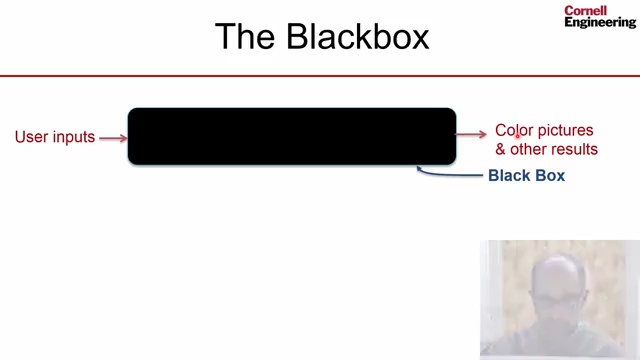 Cornell
Engineering
The Blackbox
User inputs
Color pictures
& other results
Black Box